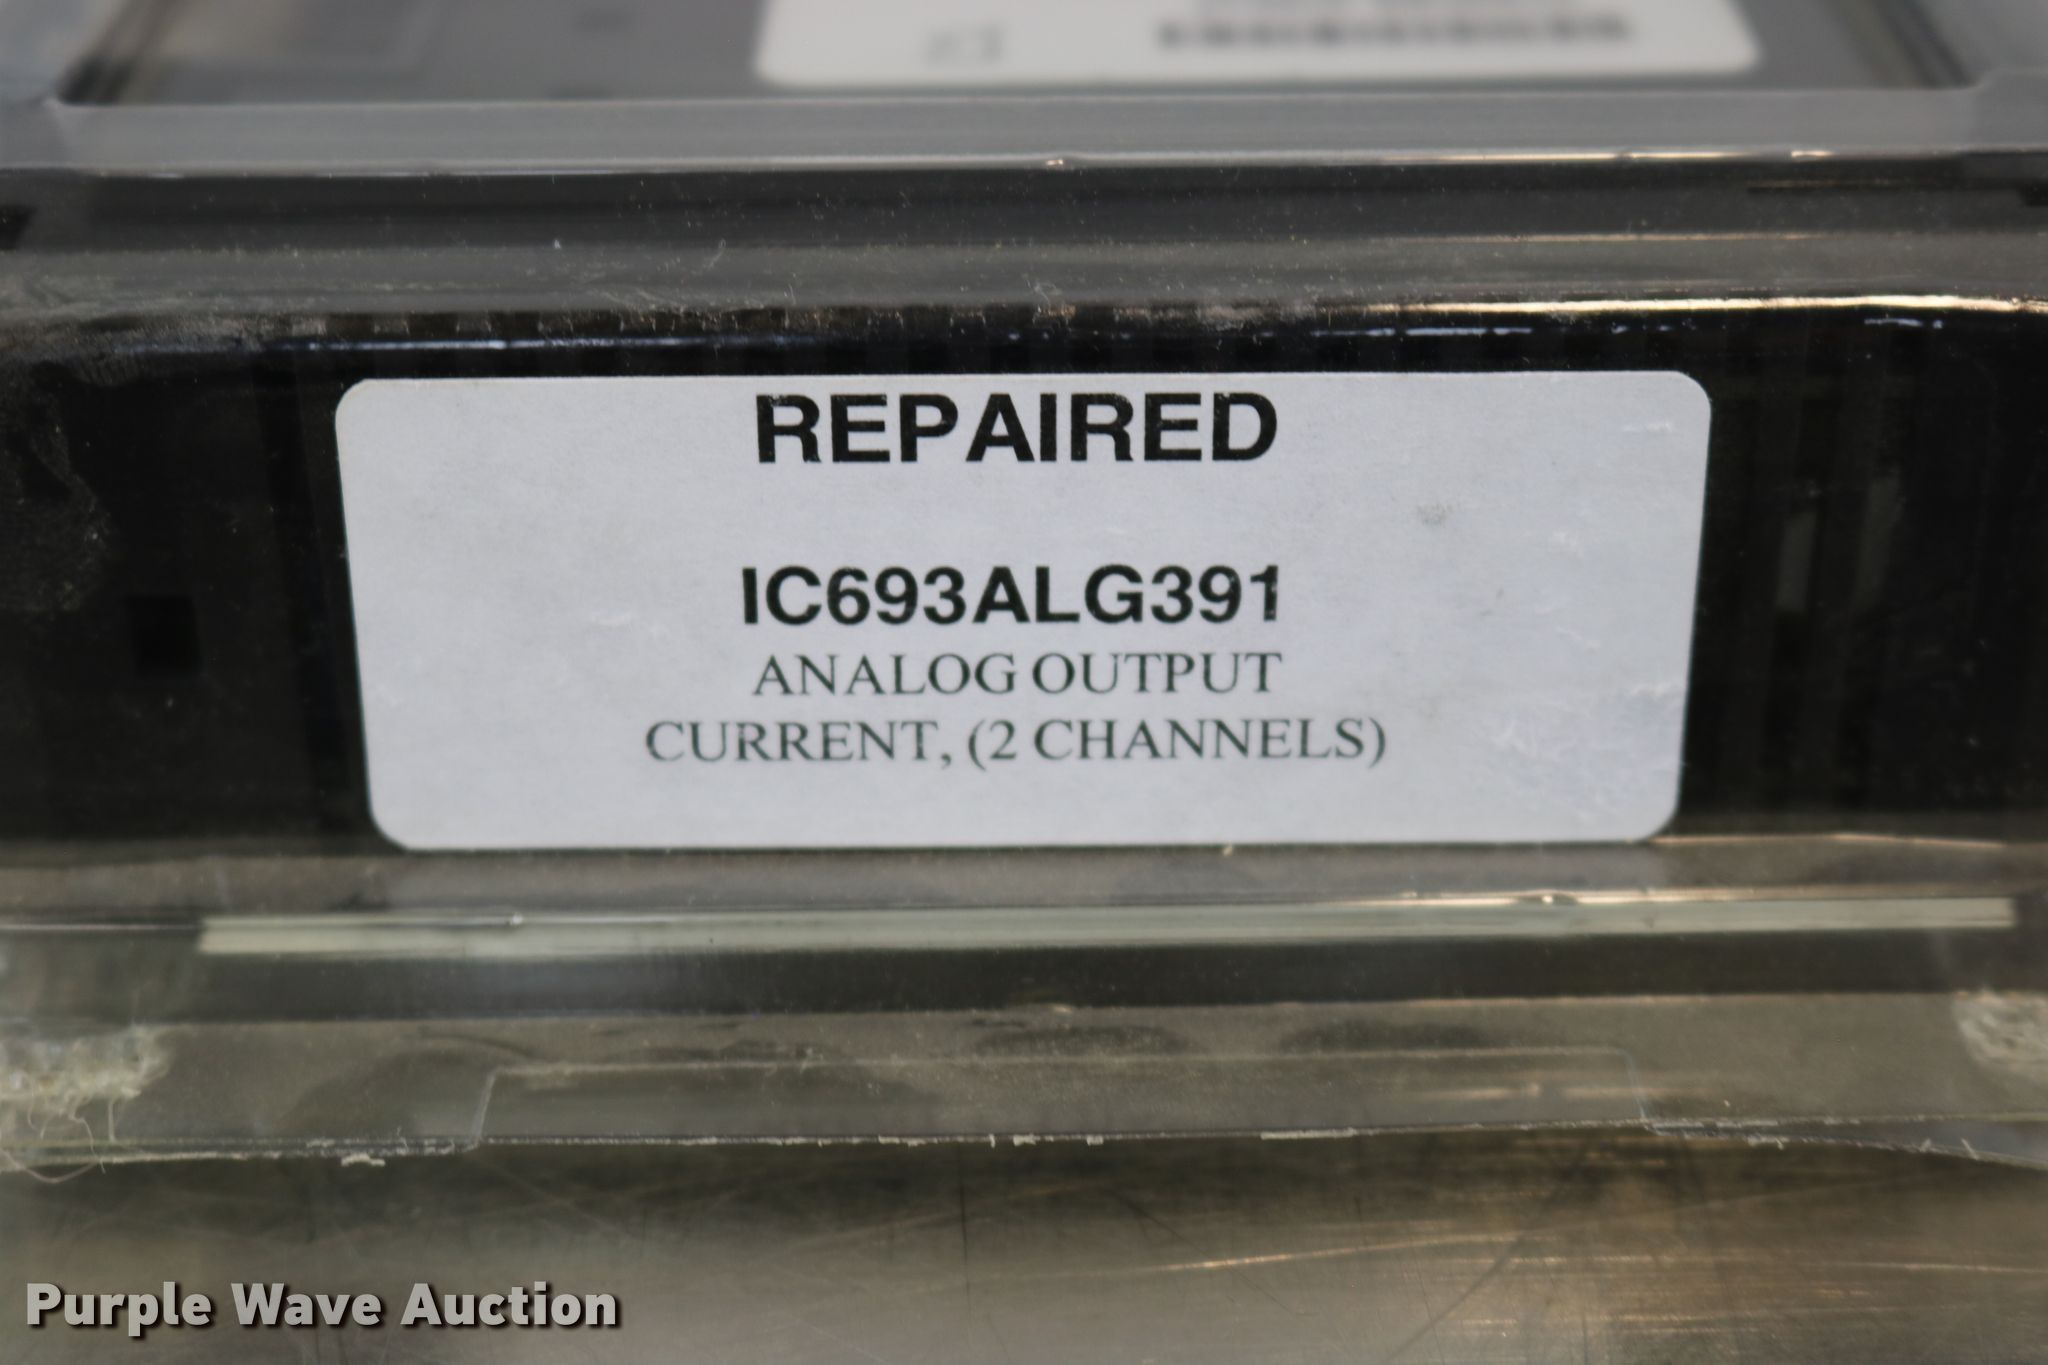 REPAIRED
IC693ALG391
ANALOG OUTPUT
CURRENT, (2 CHANNELS)
Purple Wave Auction